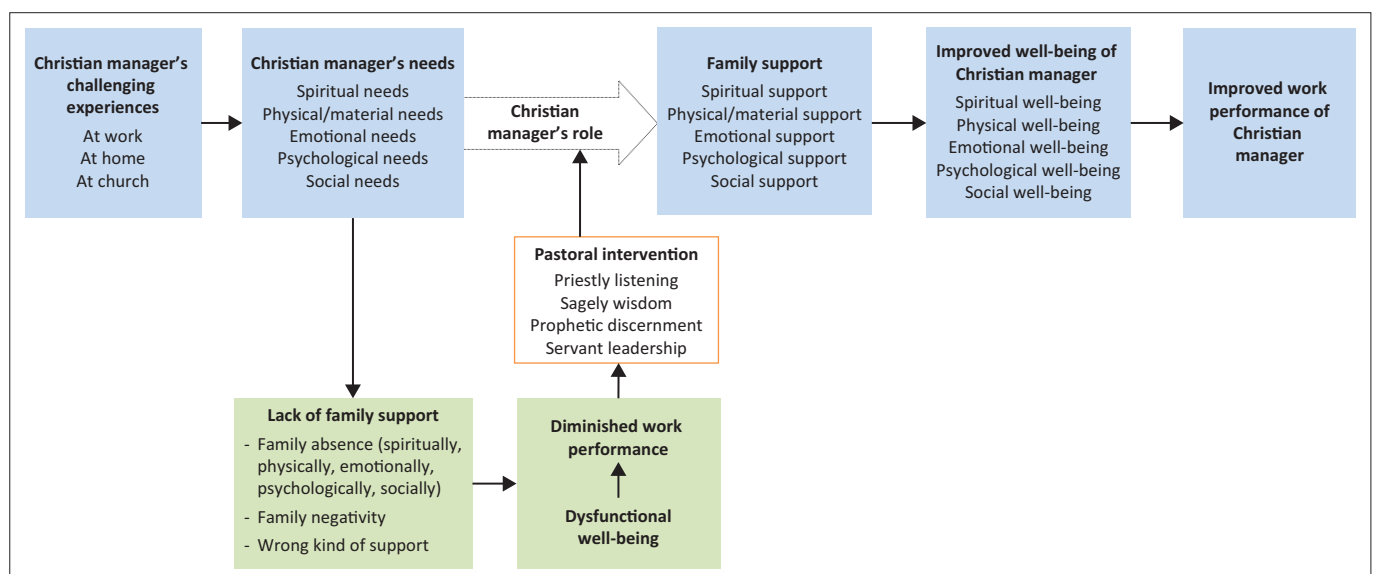 Christian manager's
challenging
experiences
At work
At home
At church
Christian manager's needs
Spiritual needs
Physical/material needs
Emotional needs
Psychological needs
Social needs
Christian
manager's role
Family support
Spiritual support
Physical/material support
Emotional support
Psychological support
Social support
Improved well-being of
Christian manager
Spiritual well-being
Physical well-being
Emotional well-being
Psychological well-being
Social well-being
Improved work
performance of
Christian
manager
Pastoral intervention
Priestly listening
Sagely wisdom
Prophetic discernment
Servant leadership
Lack of family support
- Family absence (spiritually,
physically, emotionally,
psychologically, socially)
- Family negativity
- Wrong kind of support
Diminished work
performance
Dysfunctional
well-being